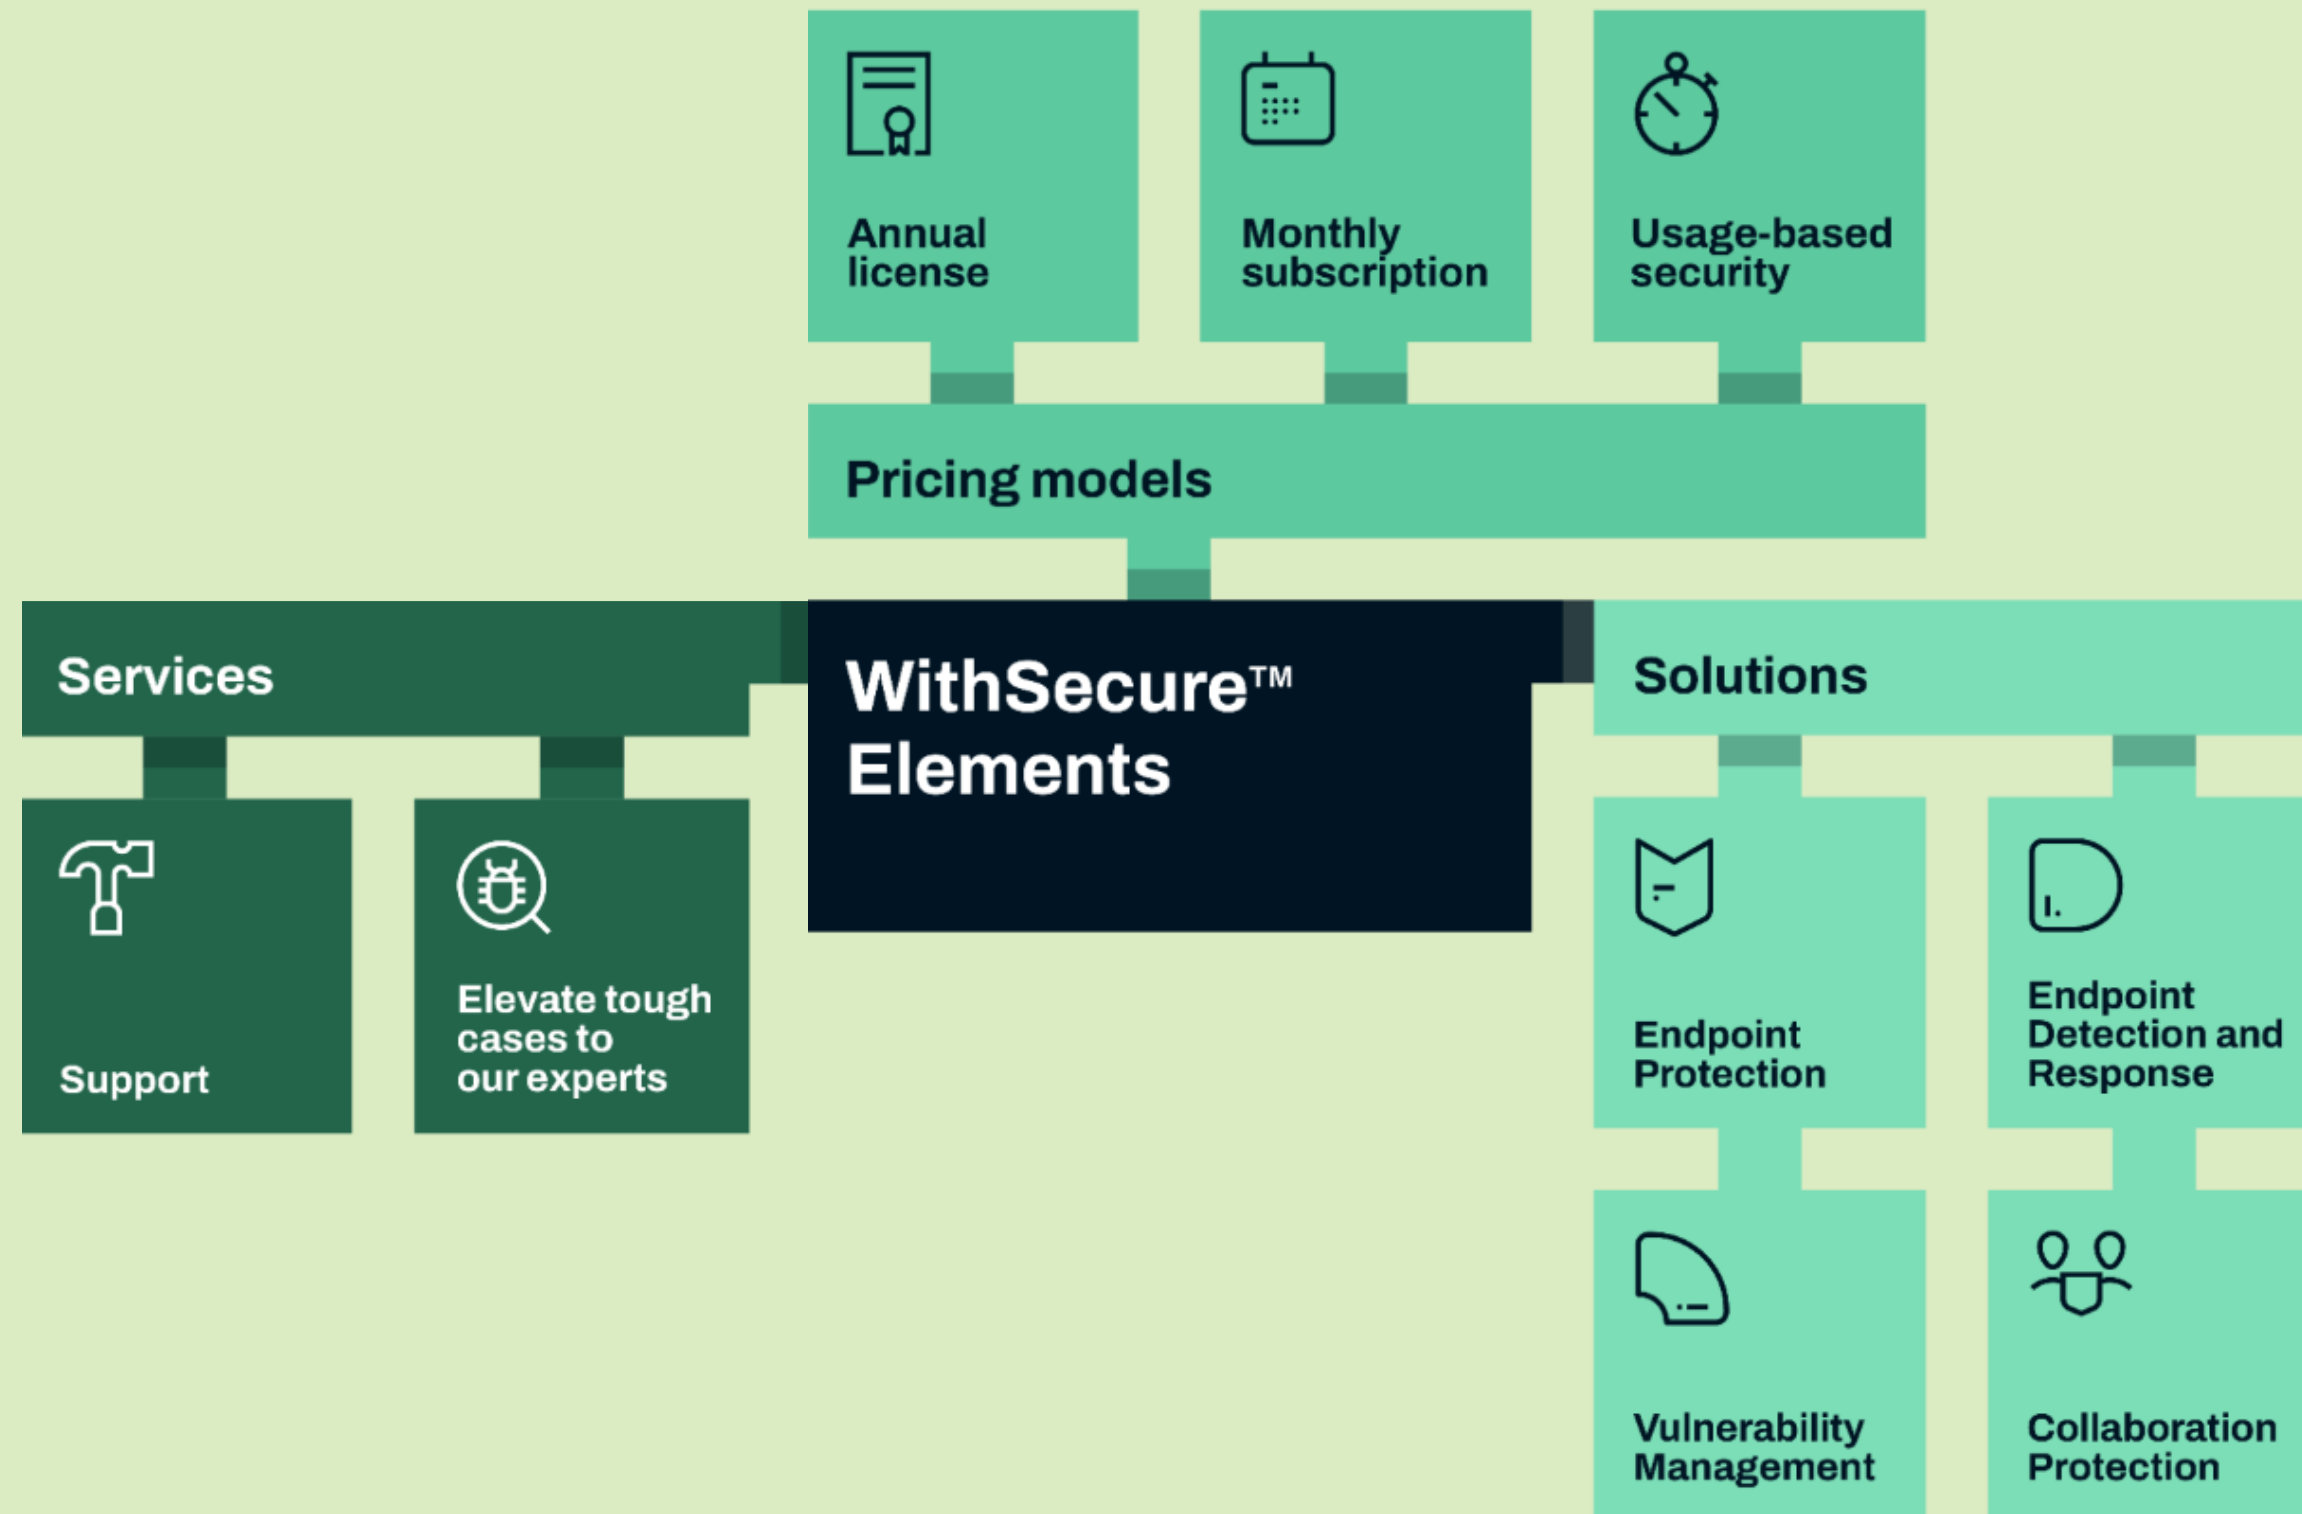 Annual
license
Monthly
subscription
Usage-based
security
Pricing models
Services
WithSecure™
Elements
Solutions
Support
Elevate tough
cases to
our experts
Endpoint
Protection
Endpoint
Detection and
Response
Vulnerability
Management
Collaboration
Protection